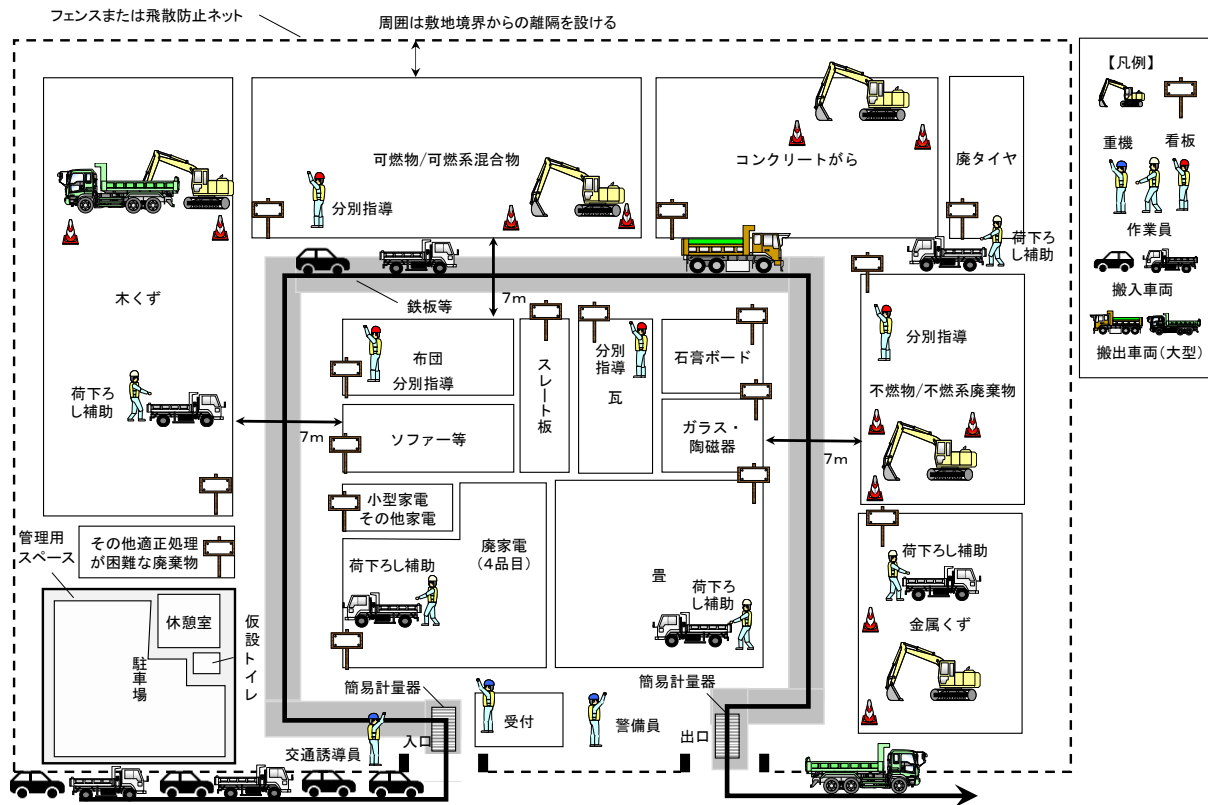 フェンスまたは飛散防止ネット
周囲は敷地境界からの離隔を設ける
【凡例】
重機
看板
作業員
搬入車両
搬出車両(大型)
可燃物/可燃系混合物
分別指導
コンクリートがら
廃タイヤ
荷下ろ
し補助
木くず
鉄板等
7m
布団
分別指導
スレート板
分別
指導
瓦
石膏ボード
分別指導
不燃物/不燃系廃棄物
荷下ろ
し補助
7m
ソファー等
ガラス・
陶磁器
7m
小型家電
その他家電
廃家電
(4品目)
荷下ろし補助
畳
荷下ろ
し補助
荷下ろし補助
金属くず
管理用
スペース
その他適正処理
が困難な廃棄物
休憩室
仮設トイレ
駐車場
簡易計量器
受付
警備員
簡易計量器
交通誘導員
入口
出口